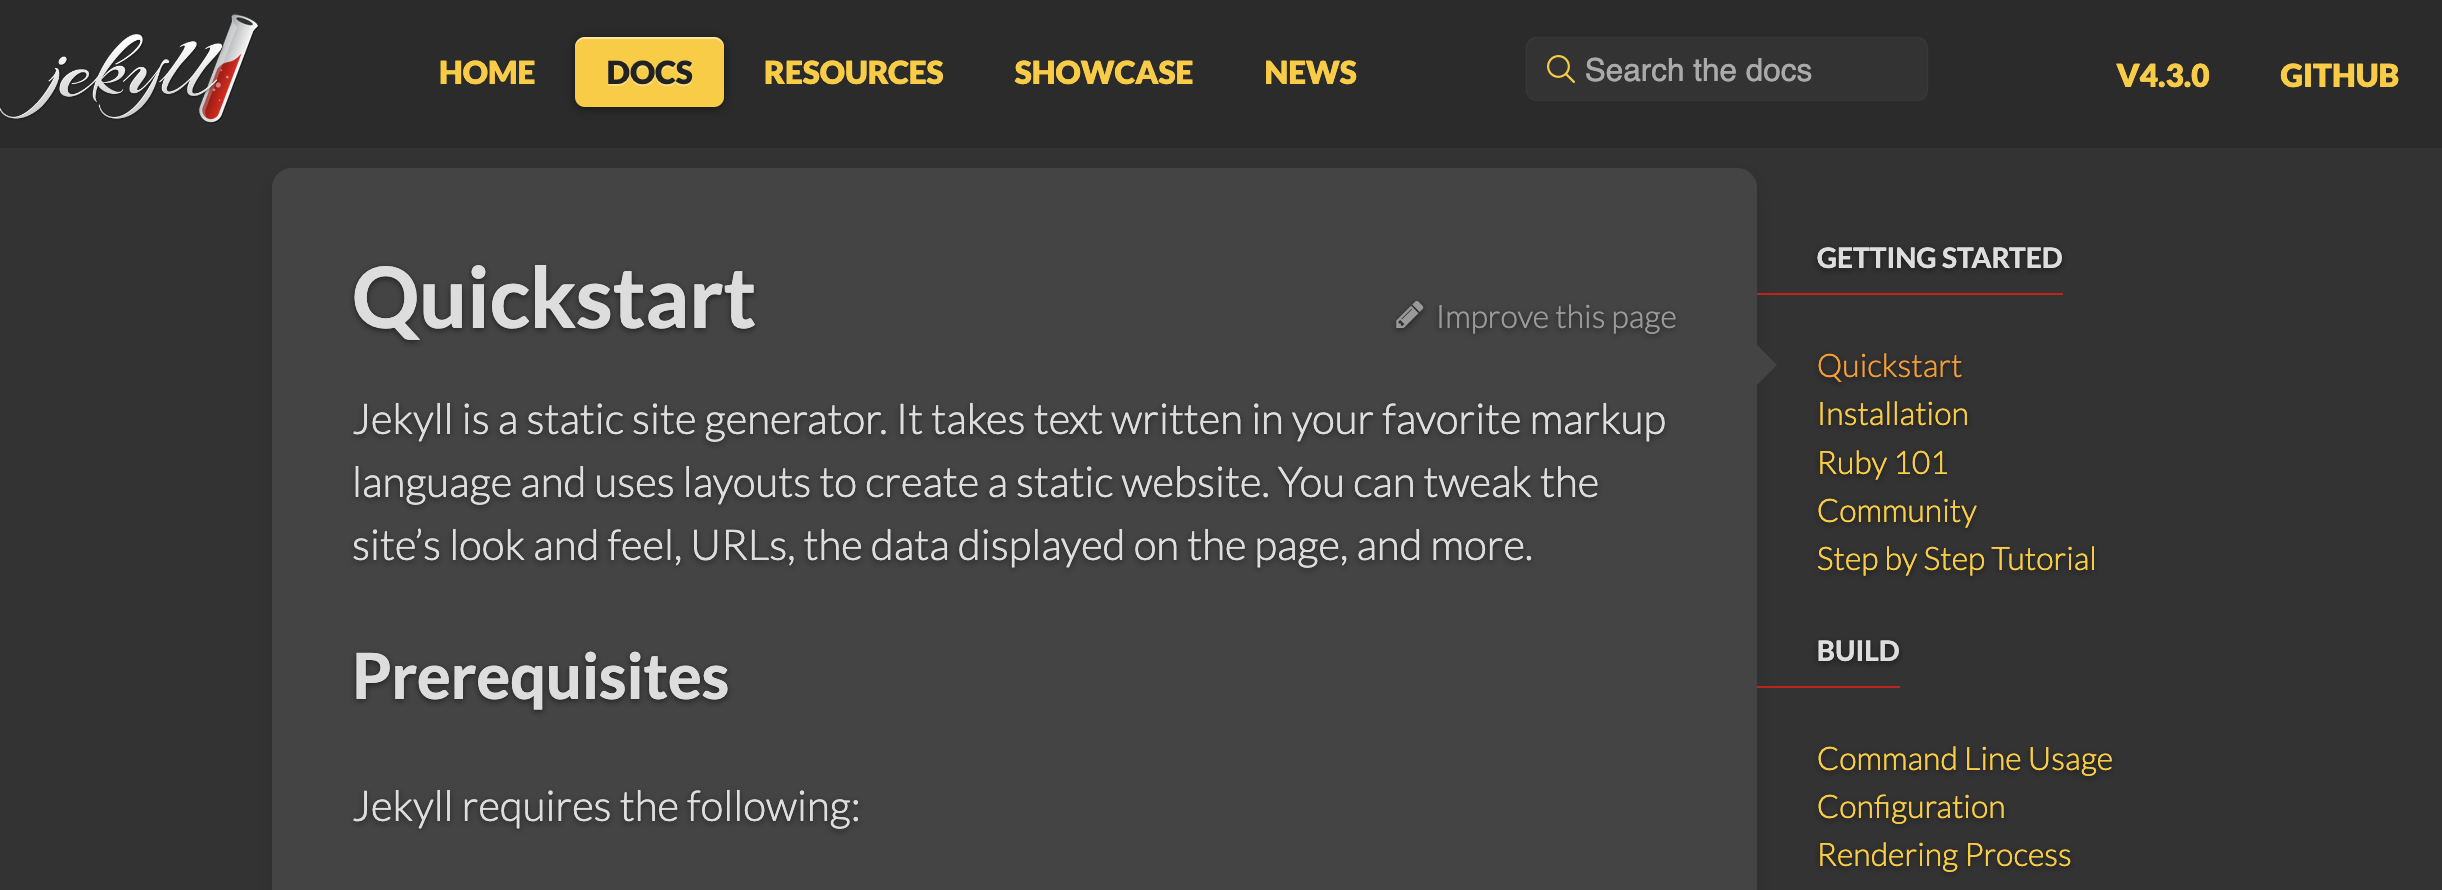 jekyll
HOME DOCS RESOURCES SHOWCASE NEWS Search the docs V4.3.0 GITHUB
Quickstart
Improve this page
Jekyll is a static site generator. It takes text written in your favorite markup
language and uses layouts to create a static website. You can tweak the
site’s look and feel, URLs, the data displayed on the page, and more.
Prerequisites
Jekyll requires the following:
GETTING STARTED
Quickstart
Installation
Ruby 101
Community
Step by Step Tutorial
BUILD
Command Line Usage
Configuration
Rendering Process